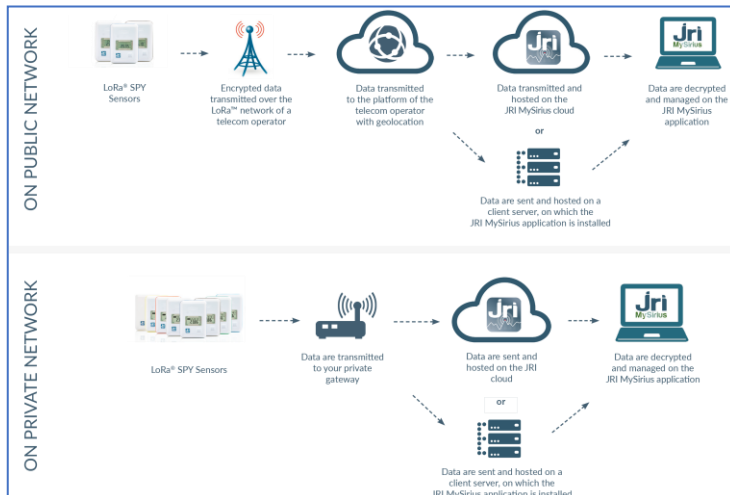 ON PUBLIC NETWORK
LoRa® SPY
Sensors
Encrypted data
transmitted over the
LoRa™ network of a
telecom operator
Data transmitted
to the platform of the
telecom operator
with geolocation
jri
Data transmitted and
hosted on the
JRI MySirius cloud
or
Data are sent and hosted on a
client server, on which the
JRI MySirius application is installed
jri
MySirius
Data are decrypted
and managed on the
JRI MySirius
application
ON PRIVATE NETWORK
LoRa® SPY Sensors
Data are transmitted
to your private
gateway
jri
Data are sent and
hosted on the JRI
cloud
or
Data are sent and hosted on a
client server, on which the
JRI MySirius application is installed
jri
MySirius
Data are decrypted
and managed on the
JRI MySirius application